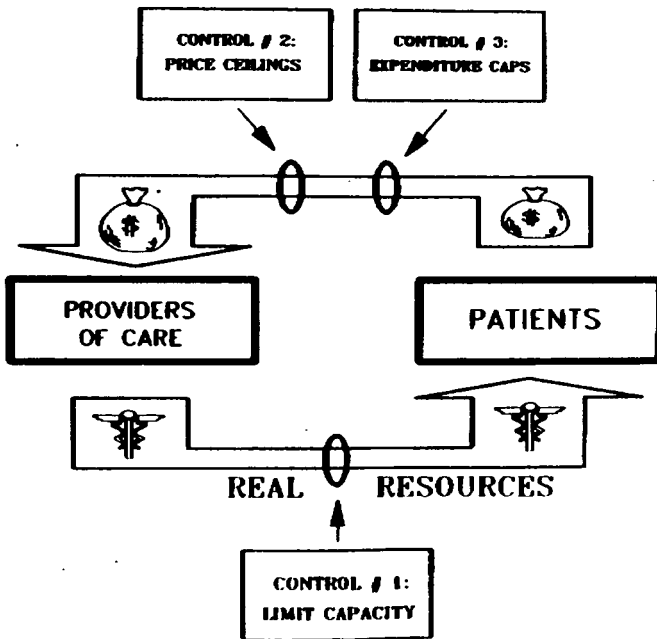 CONTROL # 2:
PRICE CEILINGS
CONTROL # 3:
EXPENDITURE CAPS
$
$
PROVIDERS
OF CARE
PATIENTS
REAL RESOURCES
CONTROL # 1:
LIMIT CAPACITY